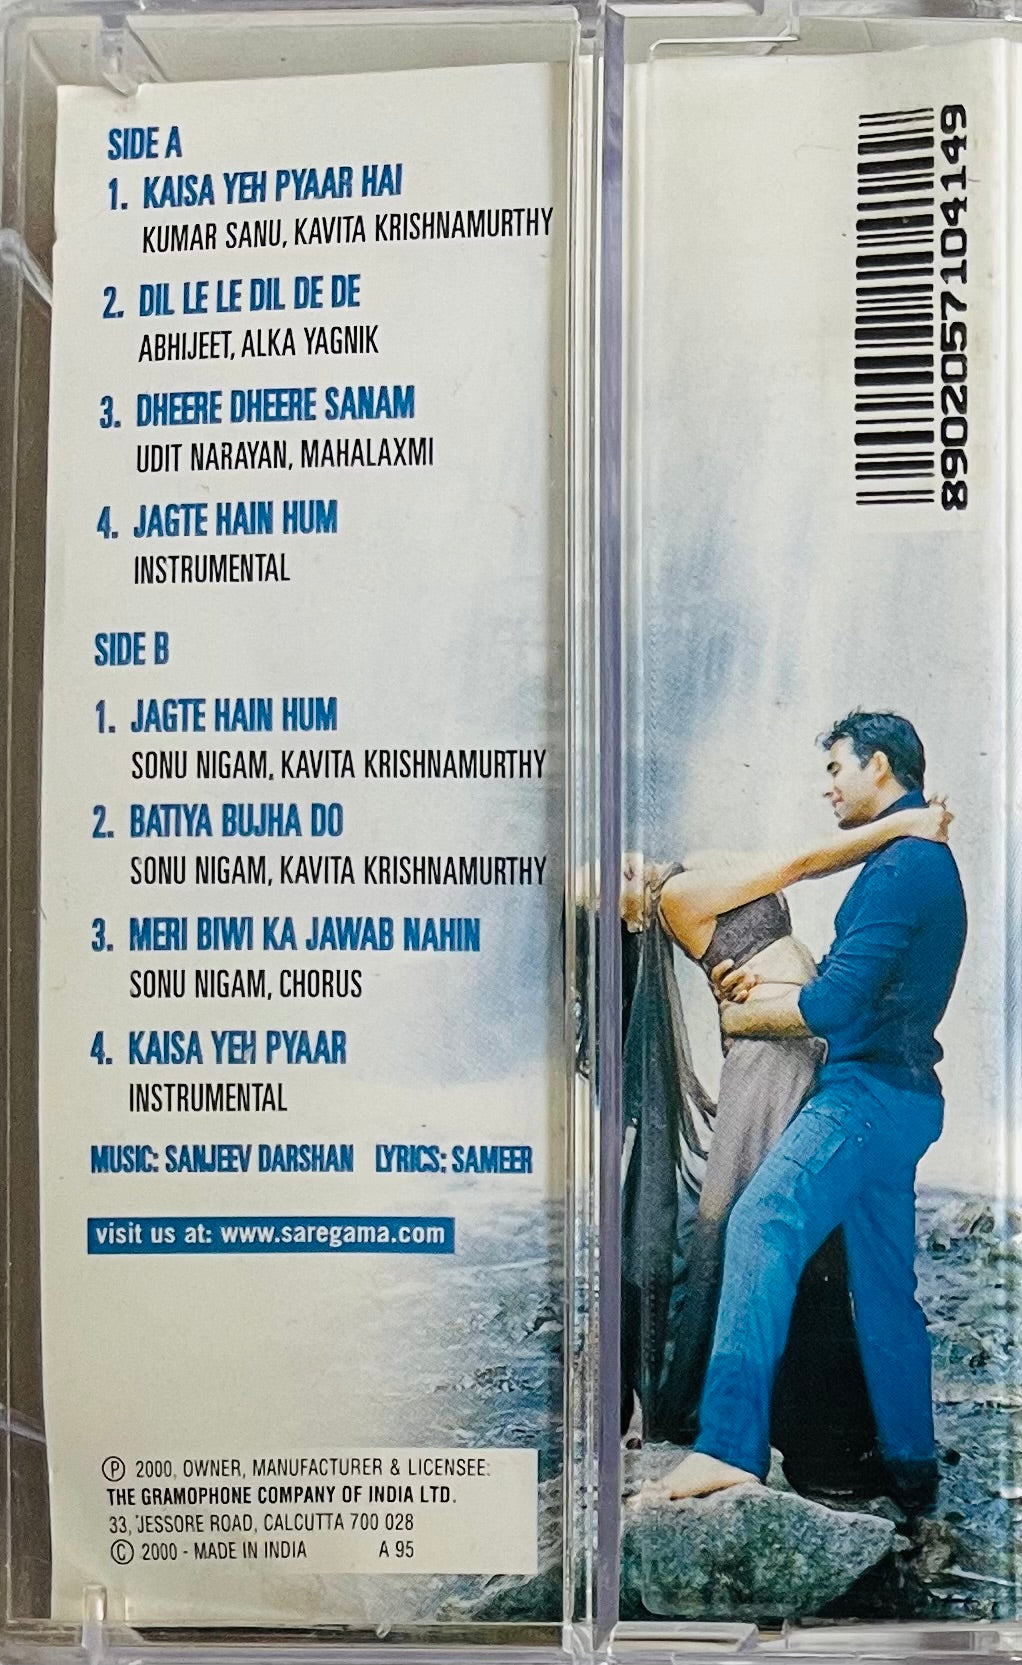 SIDE A
1. KAISA YEH PYAAR HAI
KUMAR SANU, KAVITA KRISHNAMURTHY
2. DIL LE LE DIL DE DE
ABHIJEET, ALKA YAGNIK
3. DHEERE DHEERE SANAM
UDIT NARAYAN, MAHALAXMI
4. JAGTE HAIN HUM
INSTRUMENTAL
SIDE B
1. JAGTE HAIN HUM
SONU NIGAM, KAVITA KRISHNAMURTHY
2. BATIYA BUJHA DO
SONU NIGAM, KAVITA KRISHNAMURTHY
3. MERI BIWI KA JAWAB NAHIN
SONU NIGAM, CHORUS
4. KAISA YEH PYAAR
INSTRUMENTAL
MUSIC: SANJEEV DARSHAN LYRICS: SAMEER
visit us at: www.saregama.com
Ⓟ 2000, OWNER, MANUFACTURER & LICENSEE:
THE GRAMOPHONE COMPANY OF INDIA LTD.
33, JESSORE ROAD, CALCUTTA 700 028
© 2000 - MADE IN INDIA A 95
8902057104149